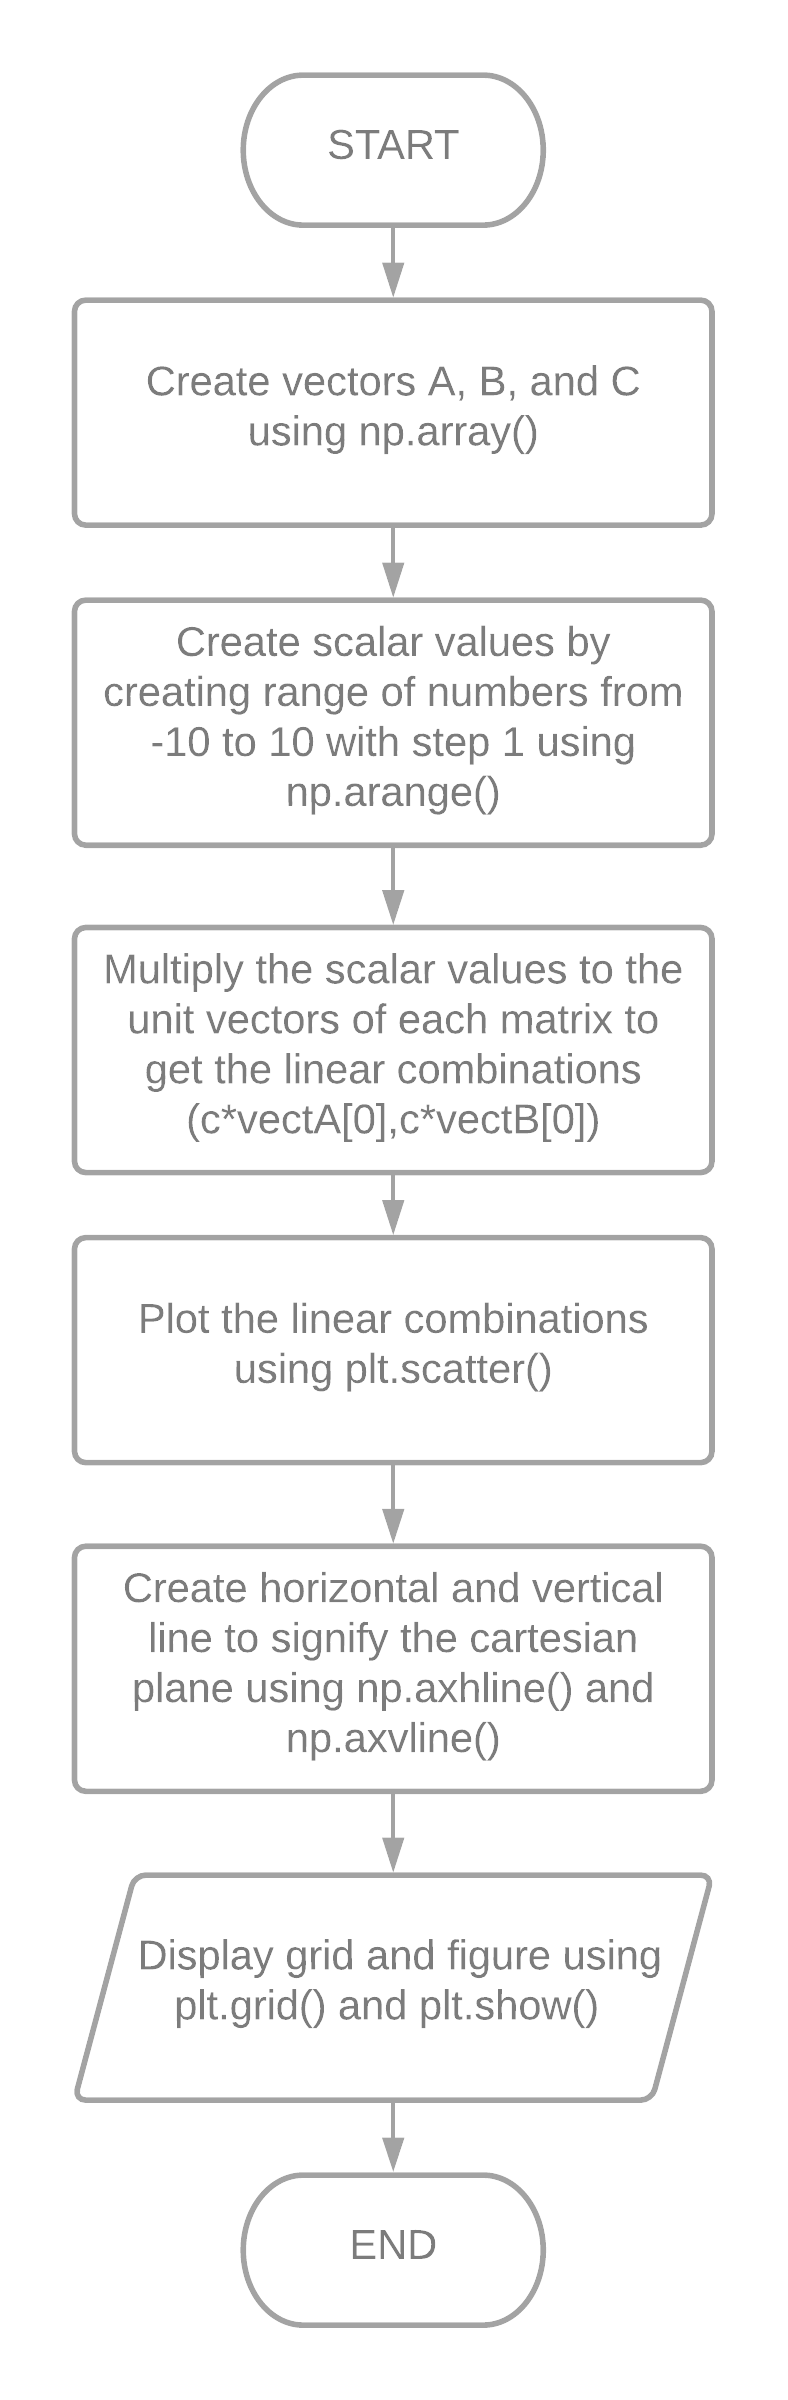 START
Create vectors A, B, and C
using np.array()
Create scalar values by
creating range of numbers from
-10 to 10 with step 1 using
np.arange()
Multiply the scalar values to the
unit vectors of each matrix to
get the linear combinations
(c*vectA[0],c*vectB[0])
Plot the linear combinations
using plt.scatter()
Create horizontal and vertical
line to signify the cartesian
plane using np.axhline() and
np.axvline()
Display grid and figure using
plt.grid() and plt.show()
END